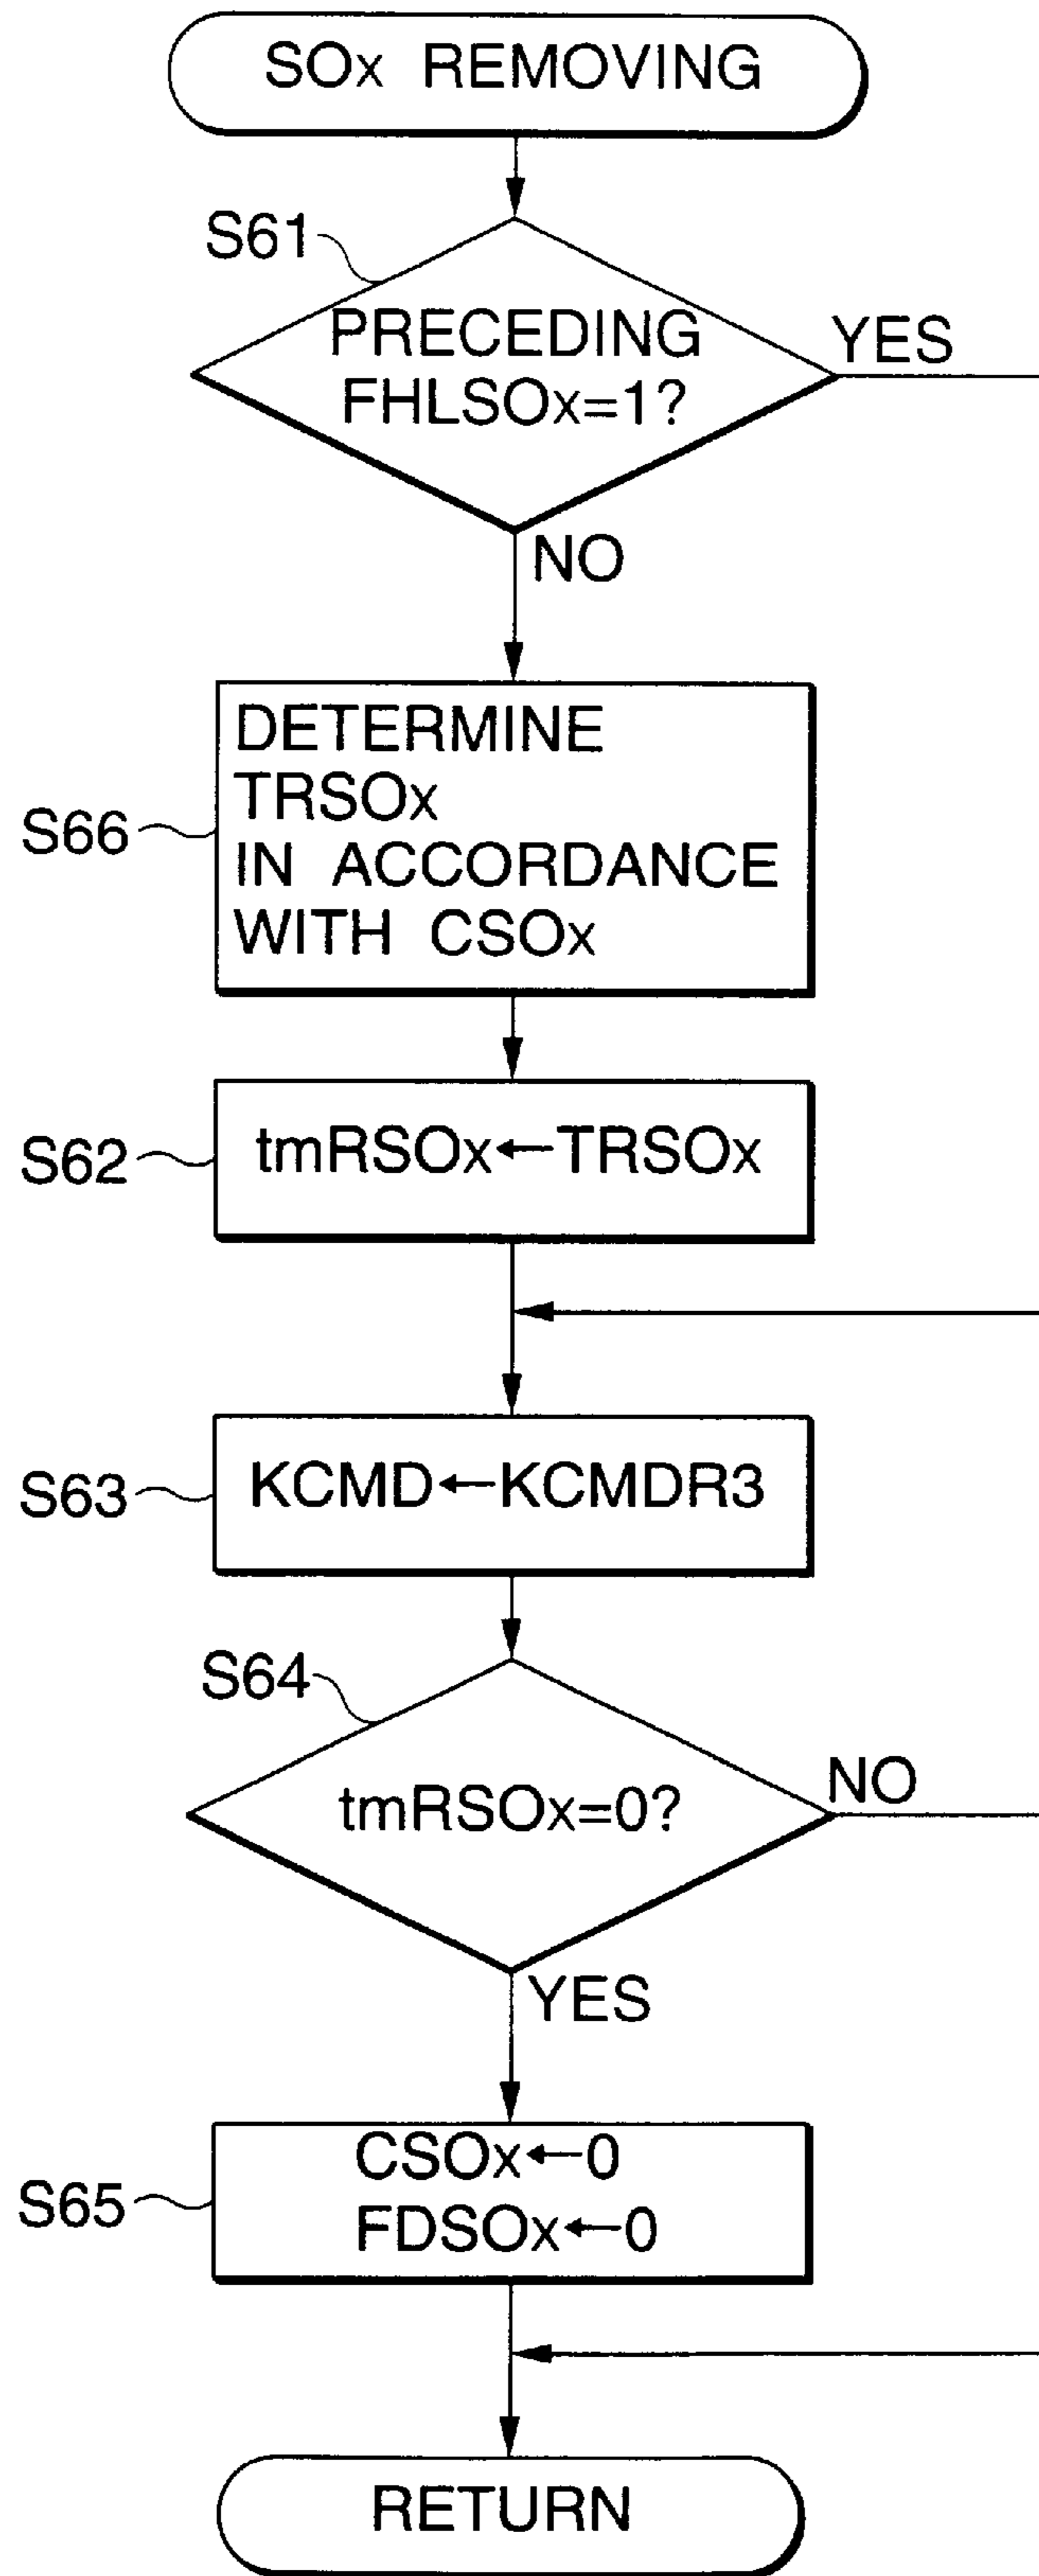 SOx REMOVING
S61
PRECEDING
FHLSOx=1?
YES
NO
DETERMINE
TRSOx
IN ACCORDANCE
WITH CSOx
S66
tmRSOx←TRSOx
S62
KCMD←KCMDR3
S63
S64
tmRSOx=0?
NO
YES
CSOx←0
FDSOx←0
S65
RETURN